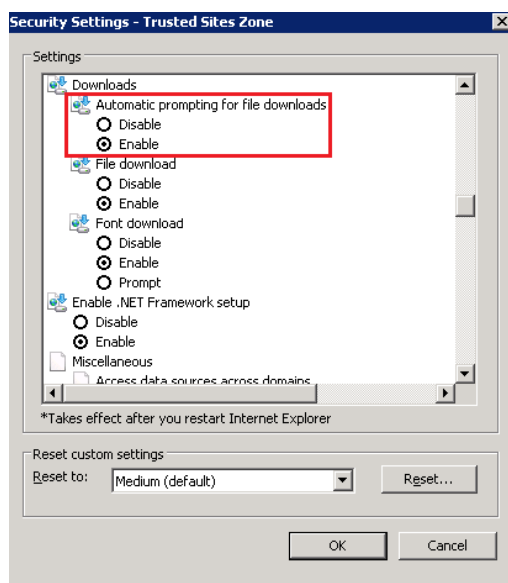 Security Settings - Trusted Sites Zone
Settings
Downloads
Automatic prompting for file downloads
Disable
Enable
File download
Disable
Enable
Font download
Disable
Enable
Prompt
Enable .NET Framework setup
Disable
Enable
Miscellaneous
Access data sources across domains
*Takes effect after you restart Internet Explorer
Reset custom settings
Reset to: Medium (default) Reset...
OK Cancel